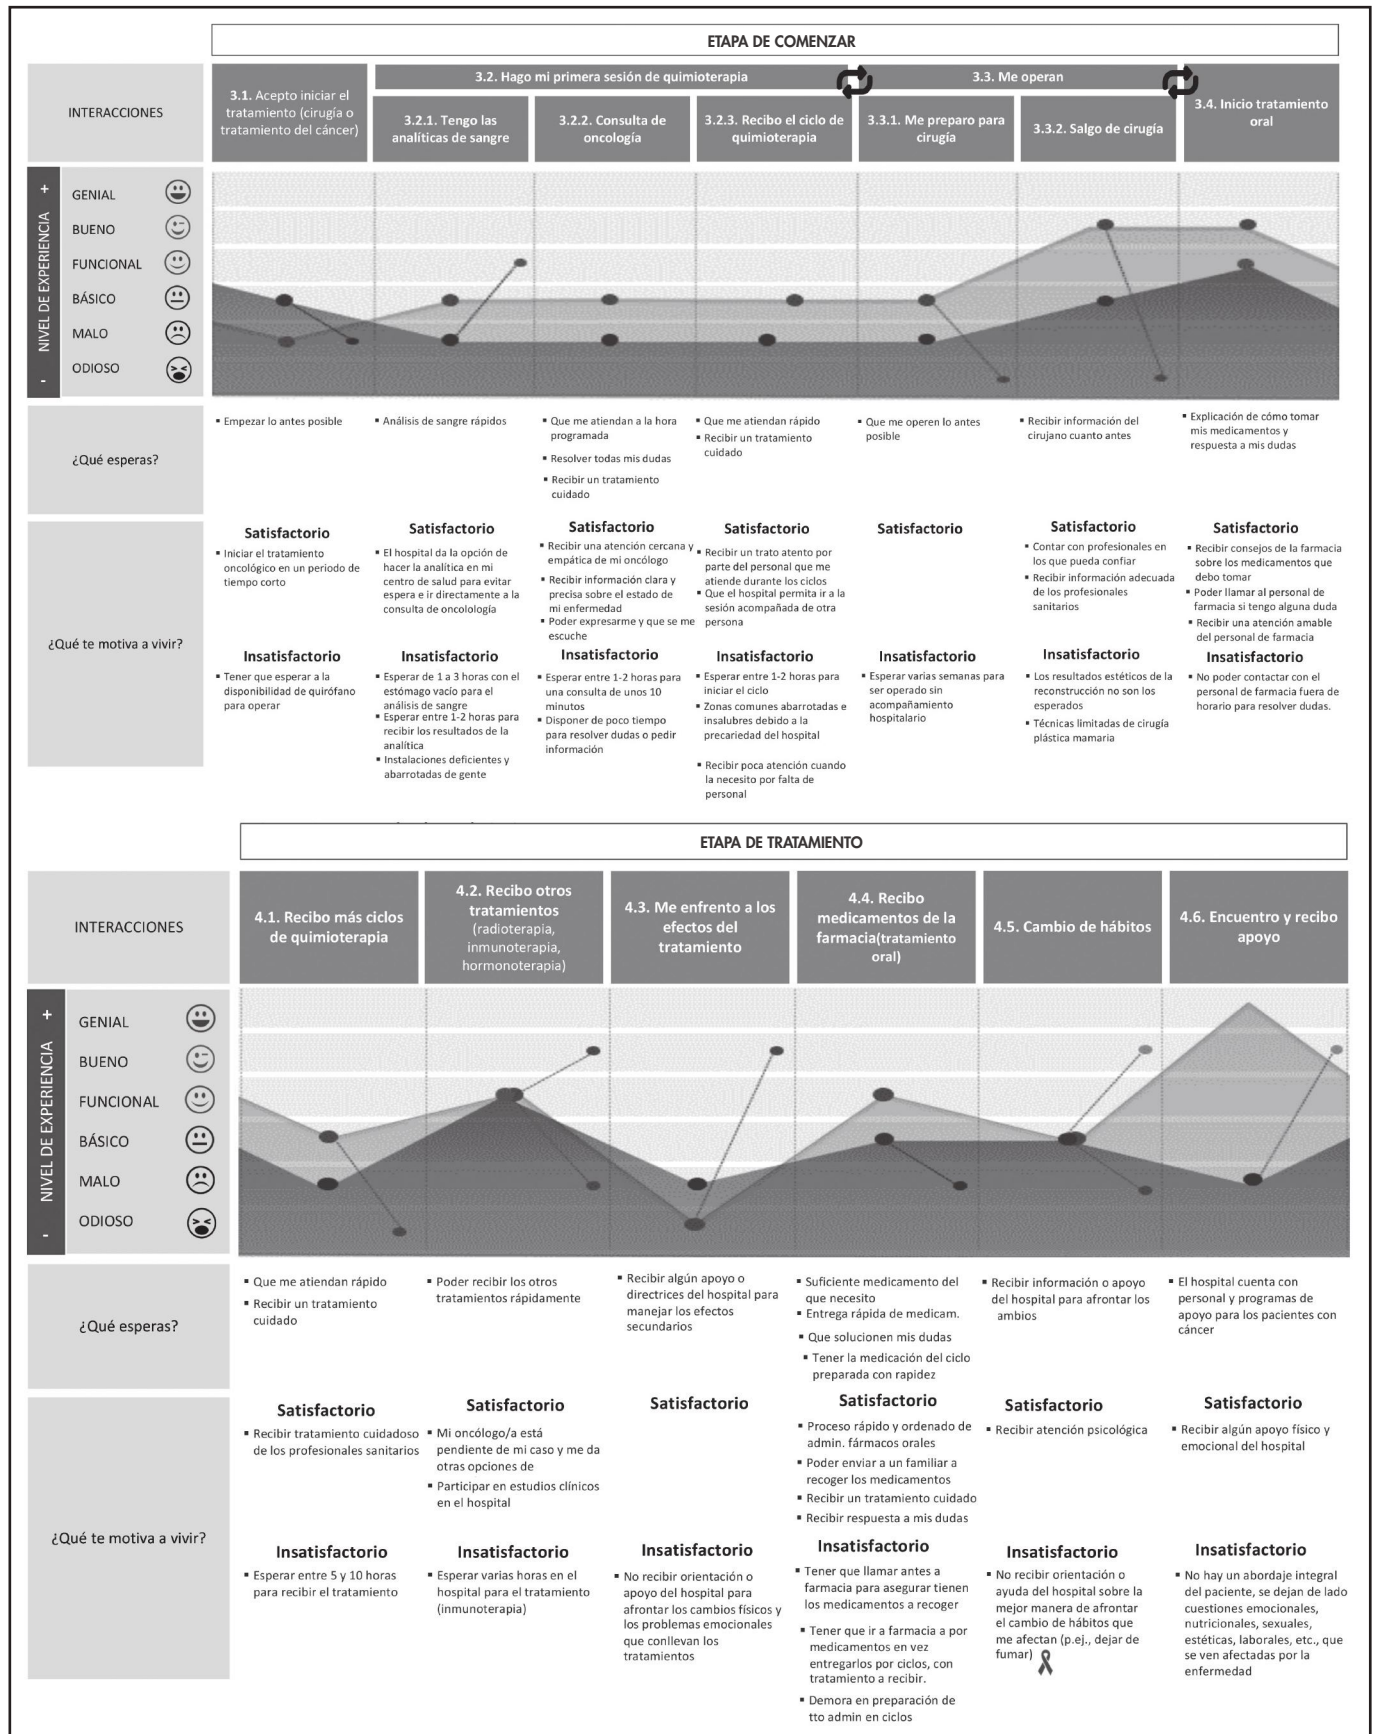 ETAPA DE COMENZAR
INTERACCIONES
3.1. Acepto iniciar el
tratamiento (cirugía o
tratamiento del cáncer)
3.2. Hago mi primera sesión de quimioterapia
3.2.1. Tengo las
analíticas de sangre
3.2.2. Consulta de
oncología
3.2.3. Recibo el ciclo de
quimioterapia
3.3. Me operan
3.3.1. Me preparo para
cirugía
3.3.2. Salgo de cirugía
3.4. Inicio tratamiento
oral
NIVEL DE EXPERIENCIA
+
-
GENIAL
BUENO
FUNCIONAL
BÁSICO
MALO
ODIOSO
¿Qué esperas?
▪ Empezar lo antes posible
▪ Análisis de sangre rápidos
▪ Que me atiendan a la hora
programada
▪ Resolver todas mis dudas
▪ Recibir un tratamiento
cuidado
▪ Que me atiendan rápido
▪ Recibir un tratamiento
cuidado
▪ Que me operen lo antes
posible
▪ Recibir información del
cirujano cuanto antes
▪ Explicación de cómo tomar
mis medicamentos y
respuesta a mis dudas
¿Qué te motiva a vivir?
Satisfactorio
▪ Iniciar el tratamiento
oncológico en un periodo de
tiempo corto
Insatisfactorio
▪ Tener que esperar a la
disponibilidad de quirófano
para operar
Satisfactorio
▪ El hospital da la opción de
hacer la analítica en mi
centro de salud para evitar
espera e ir directamente a la
consulta de oncolología
Insatisfactorio
▪ Esperar de 1 a 3 horas con el
estómago vacío para el
análisis de sangre
▪ Esperar entre 1-2 horas para
recibir los resultados de la
analítica
▪ Instalaciones deficientes y
abarrotadas de gente
Satisfactorio
▪ Recibir una atención cercana y
empática de mi oncólogo
▪ Recibir información clara y
precisa sobre el estado de
mi enfermedad
▪ Poder expresarme y que se me
escuche
Insatisfactorio
▪ Esperar entre 1-2 horas para
una consulta de unos 10
minutos
▪ Disponer de poco tiempo
para resolver dudas o pedir
información
Satisfactorio
▪ Recibir un trato atento por
parte del personal que me
atiende durante los ciclos
▪ Que el hospital permita ir a la
sesión acompañada de otra
persona
Insatisfactorio
▪ Esperar entre 1-2 horas para
iniciar el ciclo
▪ Zonas comunes abarrotadas e
insalubres debido a la
precariedad del hospital
▪ Recibir poca atención cuando
la necesito por falta de
personal
Satisfactorio
Insatisfactorio
▪ Esperar varias semanas para
ser operado sin
acompañamiento
hospitalario
Satisfactorio
▪ Contar con profesionales en
los que pueda confiar
▪ Recibir información adecuada
de los profesionales
sanitarios
Insatisfactorio
▪ Los resultados estéticos de la
reconstrucción no son los
esperados
▪ Técnicas limitadas de cirugía
plástica mamaria
Satisfactorio
▪ Recibir consejos de la farmacia
sobre los medicamentos que
debo tomar
▪ Poder llamar al personal de
farmacia si tengo alguna duda
▪ Recibir una atención amable
del personal de farmacia
Insatisfactorio
▪ No poder contactar con el
personal de farmacia fuera de
horario para resolver dudas.
ETAPA DE TRATAMIENTO
INTERACCIONES
4.1. Recibo más ciclos
de quimioterapia
4.2. Recibo otros
tratamientos
(radioterapia,
inmunoterapia,
hormonoterapia)
4.3. Me enfrento a los
efectos del
tratamiento
4.4. Recibo
medicamentos de la
farmacia(tratamiento
oral)
4.5. Cambio de hábitos
4.6. Encuentro y recibo
apoyo
NIVEL DE EXPERIENCIA
+
-
GENIAL
BUENO
FUNCIONAL
BÁSICO
MALO
ODIOSO
¿Qué esperas?
▪ Que me atiendan rápido
▪ Recibir un tratamiento
cuidado
▪ Poder recibir los otros
tratamientos rápidamente
▪ Recibir algún apoyo o
directrices del hospital para
manejar los efectos
secundarios
▪ Suficiente medicamento del
que necesito
▪ Entrega rápida de medicam.
▪ Que solucionen mis dudas
▪ Tener la medicación del ciclo
preparada con rapidez
▪ Recibir información o apoyo
del hospital para afrontar los
ambios
▪ El hospital cuenta con
personal y programas de
apoyo para los pacientes con
cáncer
¿Qué te motiva a vivir?
Satisfactorio
▪ Recibir tratamiento cuidadoso
de los profesionales sanitarios
Insatisfactorio
▪ Esperar entre 5 y 10 horas
para recibir el tratamiento
Satisfactorio
▪ Mi oncólogo/a está
pendiente de mi caso y me da
otras opciones de
▪ Participar en estudios clínicos
en el hospital
Insatisfactorio
▪ Esperar varias horas en el
hospital para el tratamiento
(inmunoterapia)
Satisfactorio
Insatisfactorio
▪ No recibir orientación o
apoyo del hospital para
afrontar los cambios físicos y
los problemas emocionales
que conllevan los
tratamientos
Satisfactorio
▪ Proceso rápido y ordenado de
admin. fármacos orales
▪ Poder enviar a un familiar a
recoger los medicamentos
▪ Recibir un tratamiento cuidado
▪ Recibir respuesta a mis dudas
Insatisfactorio
▪ Tener que llamar antes a
farmacia para asegurar tienen
los medicamentos a recoger
▪ Tener que ir a farmacia a por
medicamentos en vez
entregarlos por ciclos, con
tratamiento a recibir.
▪ Demora en preparación de
tto admin en ciclos
Satisfactorio
▪ Recibir atención psicológica
Insatisfactorio
▪ No recibir orientación o
ayuda del hospital sobre la
mejor manera de afrontar
el cambio de hábitos que
me afectan (p.ej., dejar de
fumar)
Satisfactorio
▪ Recibir algún apoyo físico y
emocional del hospital
Insatisfactorio
▪ No hay un abordaje integral
del paciente, se dejan de lado
cuestiones emocionales,
nutricionales, sexuales,
estéticas, laborales, etc., que
se ven afectadas por la
enfermedad